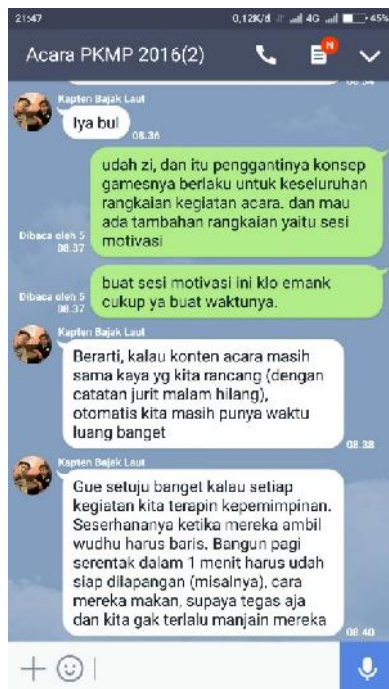 21:47
0,12K/d 4G 45%
Acara PKMP 2016(2)
N
Kapten Bajak Laut
Iya bul
08.36
udah zi, dan itu penggantinya konsep
gamesnya berlaku untuk keseluruhan
rangkaian kegiatan acara. dan mau
ada tambahan rangkaian yaitu sesi
motivasi
Dibaca oleh 5
08.37
buat sesi motivasi ini klo emank
cukup ya buat waktunya.
Dibaca oleh 5
08.37
Kapten Bajak Laut
Berarti, kalau konten acara masih
sama kaya yg kita rancang (dengan
catatan jurit malam hilang),
otomatis kita masih punya waktu
luang banget
08.38
Kapten Bajak Laut
Gue setuju banget kalau setiap
kegiatan kita terapin kepemimpinan.
Seserhananya ketika mereka ambil
wudhu harus baris. Bangun pagi
serentak dalam 1 menit harus udah
siap dilapangan (misalnya), cara
mereka makan, supaya tegas aja
dan kita gak terlalu manjain mereka
08.40